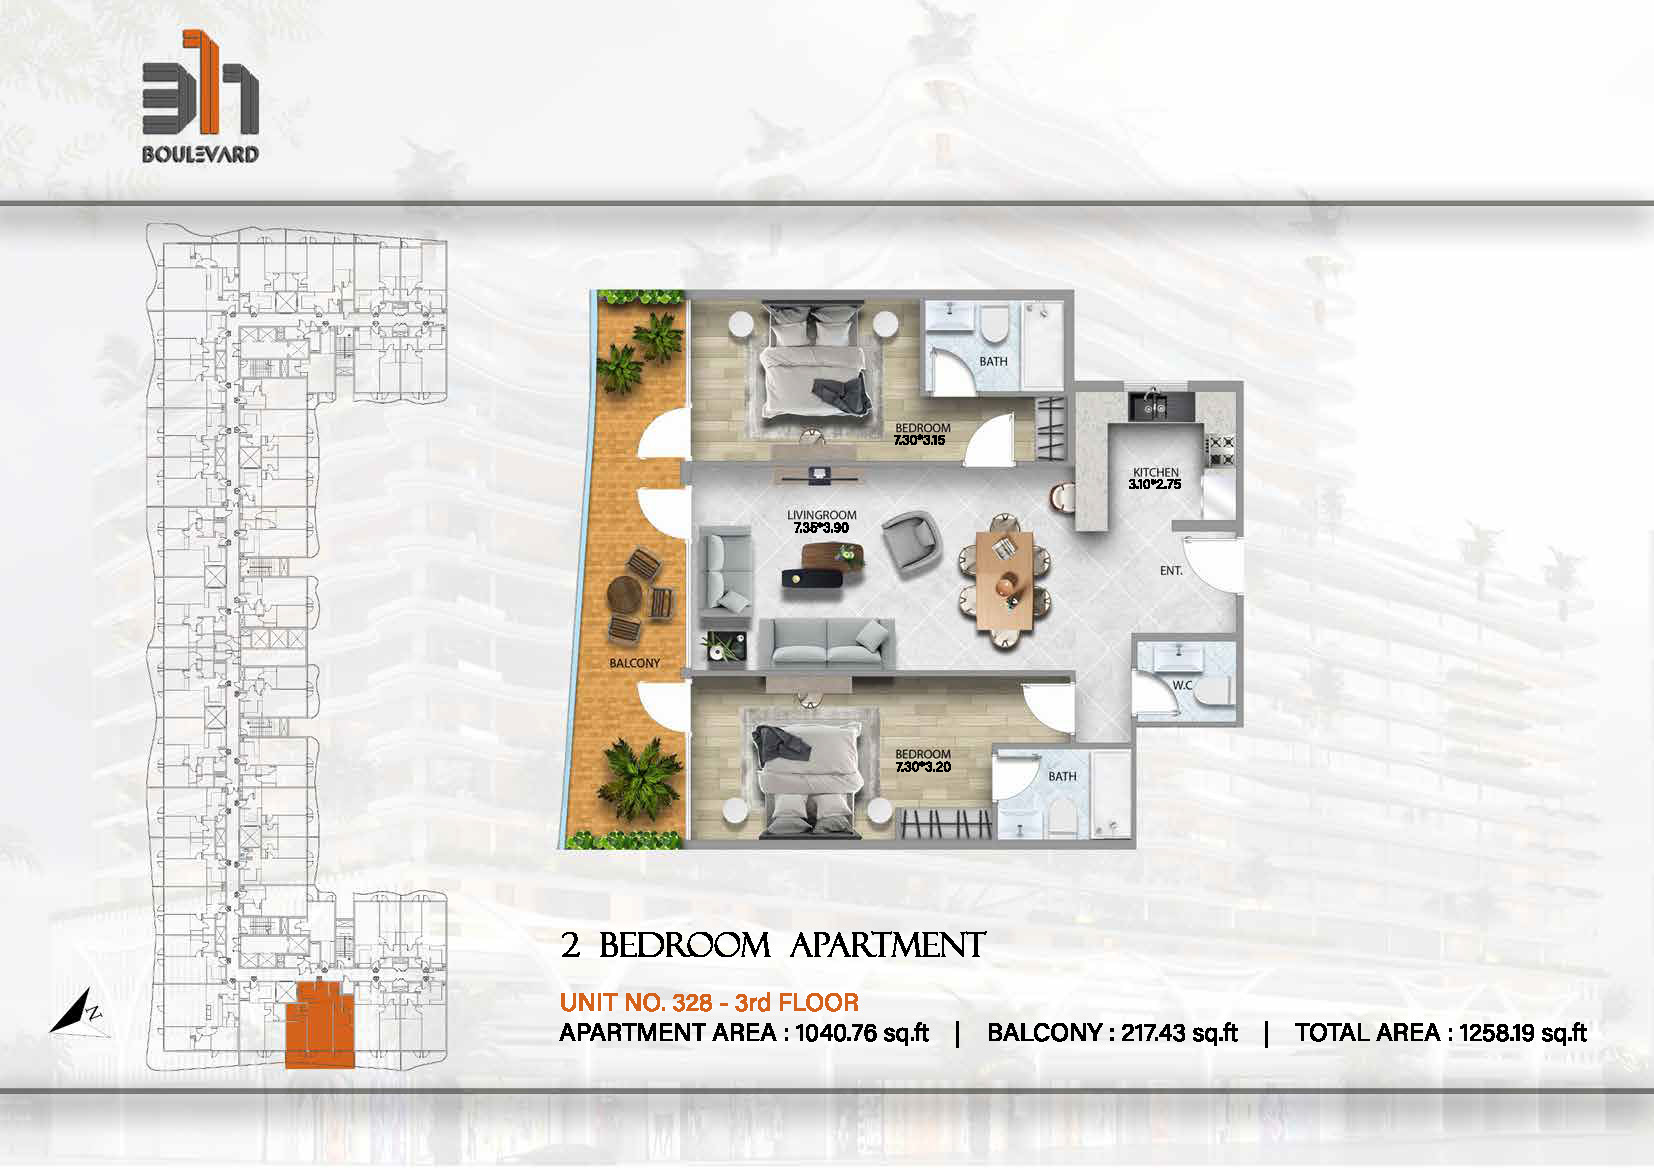 BOULEVARD
BATH
BEDROOM
7.30*3.15
KITCHEN
3.10*2.75
LIVINGROOM
7.35*3.90
ENT.
BALCONY
W.C
BEDROOM
7.30*3.20
BATH
2 BEDROOM APARTMENT
UNIT NO. 328 - 3rd FLOOR
APARTMENT AREA : 1040.76 sq.ft | BALCONY : 217.43 sq.ft | TOTAL AREA : 1258.19 sq.ft
N